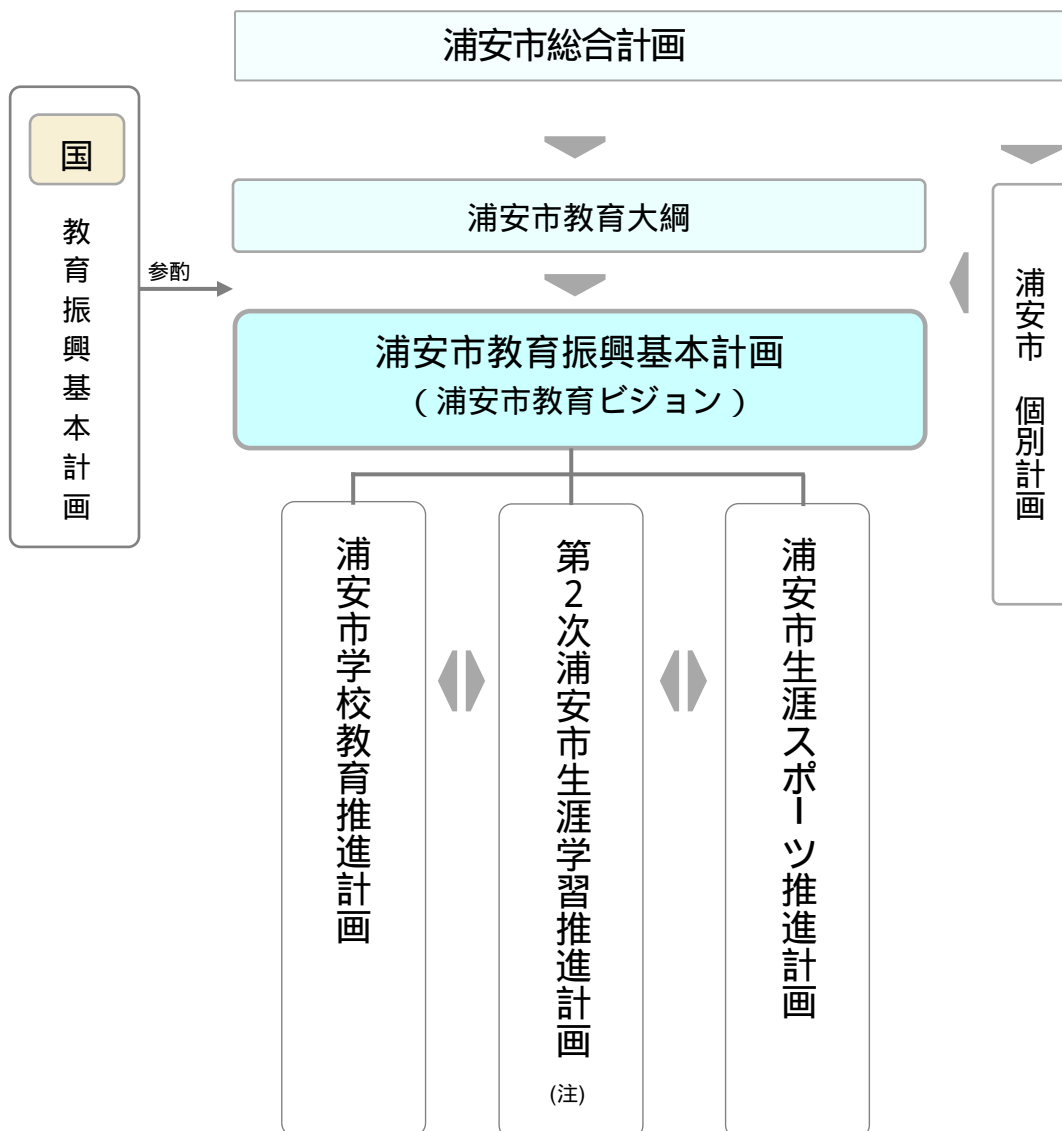 浦安市総合計画
国
教育振興基本計画
参酌
浦安市教育大綱
浦安市教育振興基本計画
（浦安市教育ビジョン）
浦安市 個別計画
浦安市学校教育推進計画
第2次浦安市生涯学習推進計画
(注)
浦安市生涯スポーツ推進計画